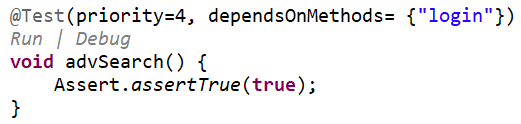 @Test(priority=4, dependsOnMethods= {"login"})
Run | Debug
void advSearch() {
    Assert.assertTrue(true);
}